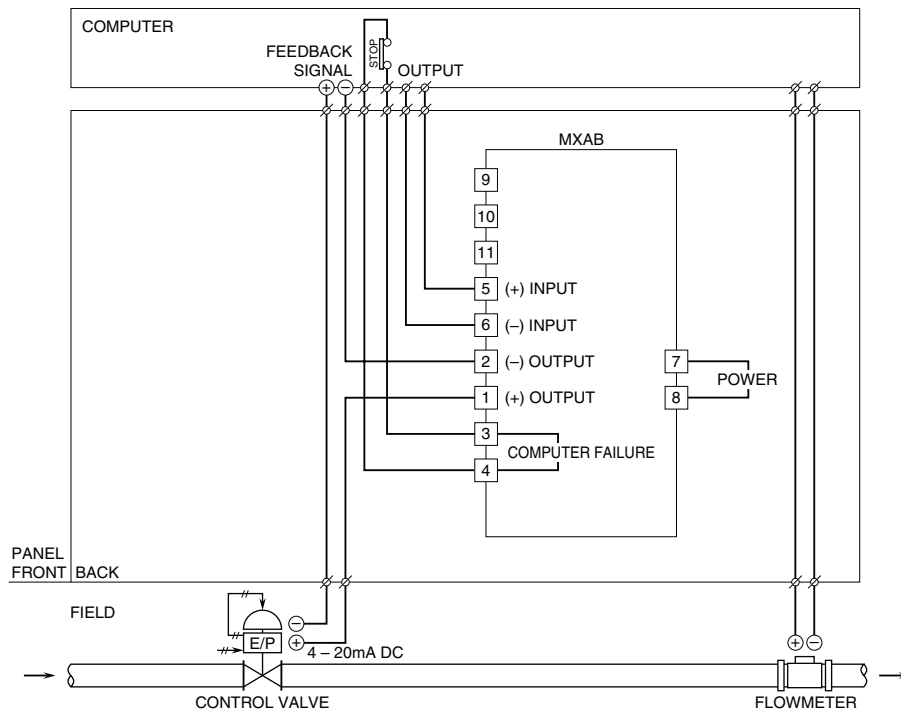 COMPUTER
FEEDBACK
SIGNAL
STOP
OUTPUT
+
−
MXAB
9
10
11
5 (+) INPUT
6 (–) INPUT
2 (–) OUTPUT
1 (+) OUTPUT
3
COMPUTER FAILURE
4
7
POWER
8
PANEL
FRONT BACK
FIELD
−
E/P +
4 – 20mA DC
+ −
CONTROL VALVE
FLOWMETER